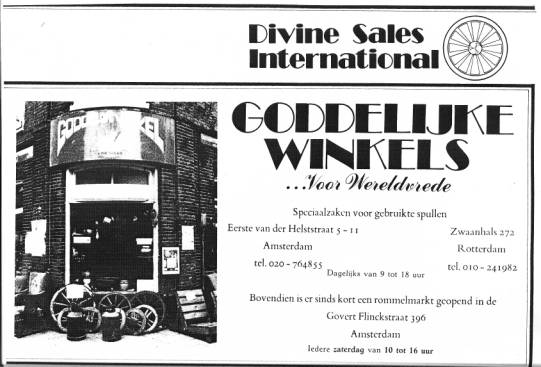 Divine Sales
International
GODDELIJKE
WINKELS
...Voor Wereldvrede
Speciaalzaken voor gebruikte spullen
Eerste van der Helststraat 5 - 11
Amsterdam
tel. 020 - 764855
Zwaanhals 272
Rotterdam
tel. 010 - 241982
Dagelijks van 9 tot 18 uur
Bovendien is er sinds kort een rommelmarkt geopend in de
Govert Flinckstraat 396
Amsterdam
Iedere zaterdag van 10 tot 16 uur